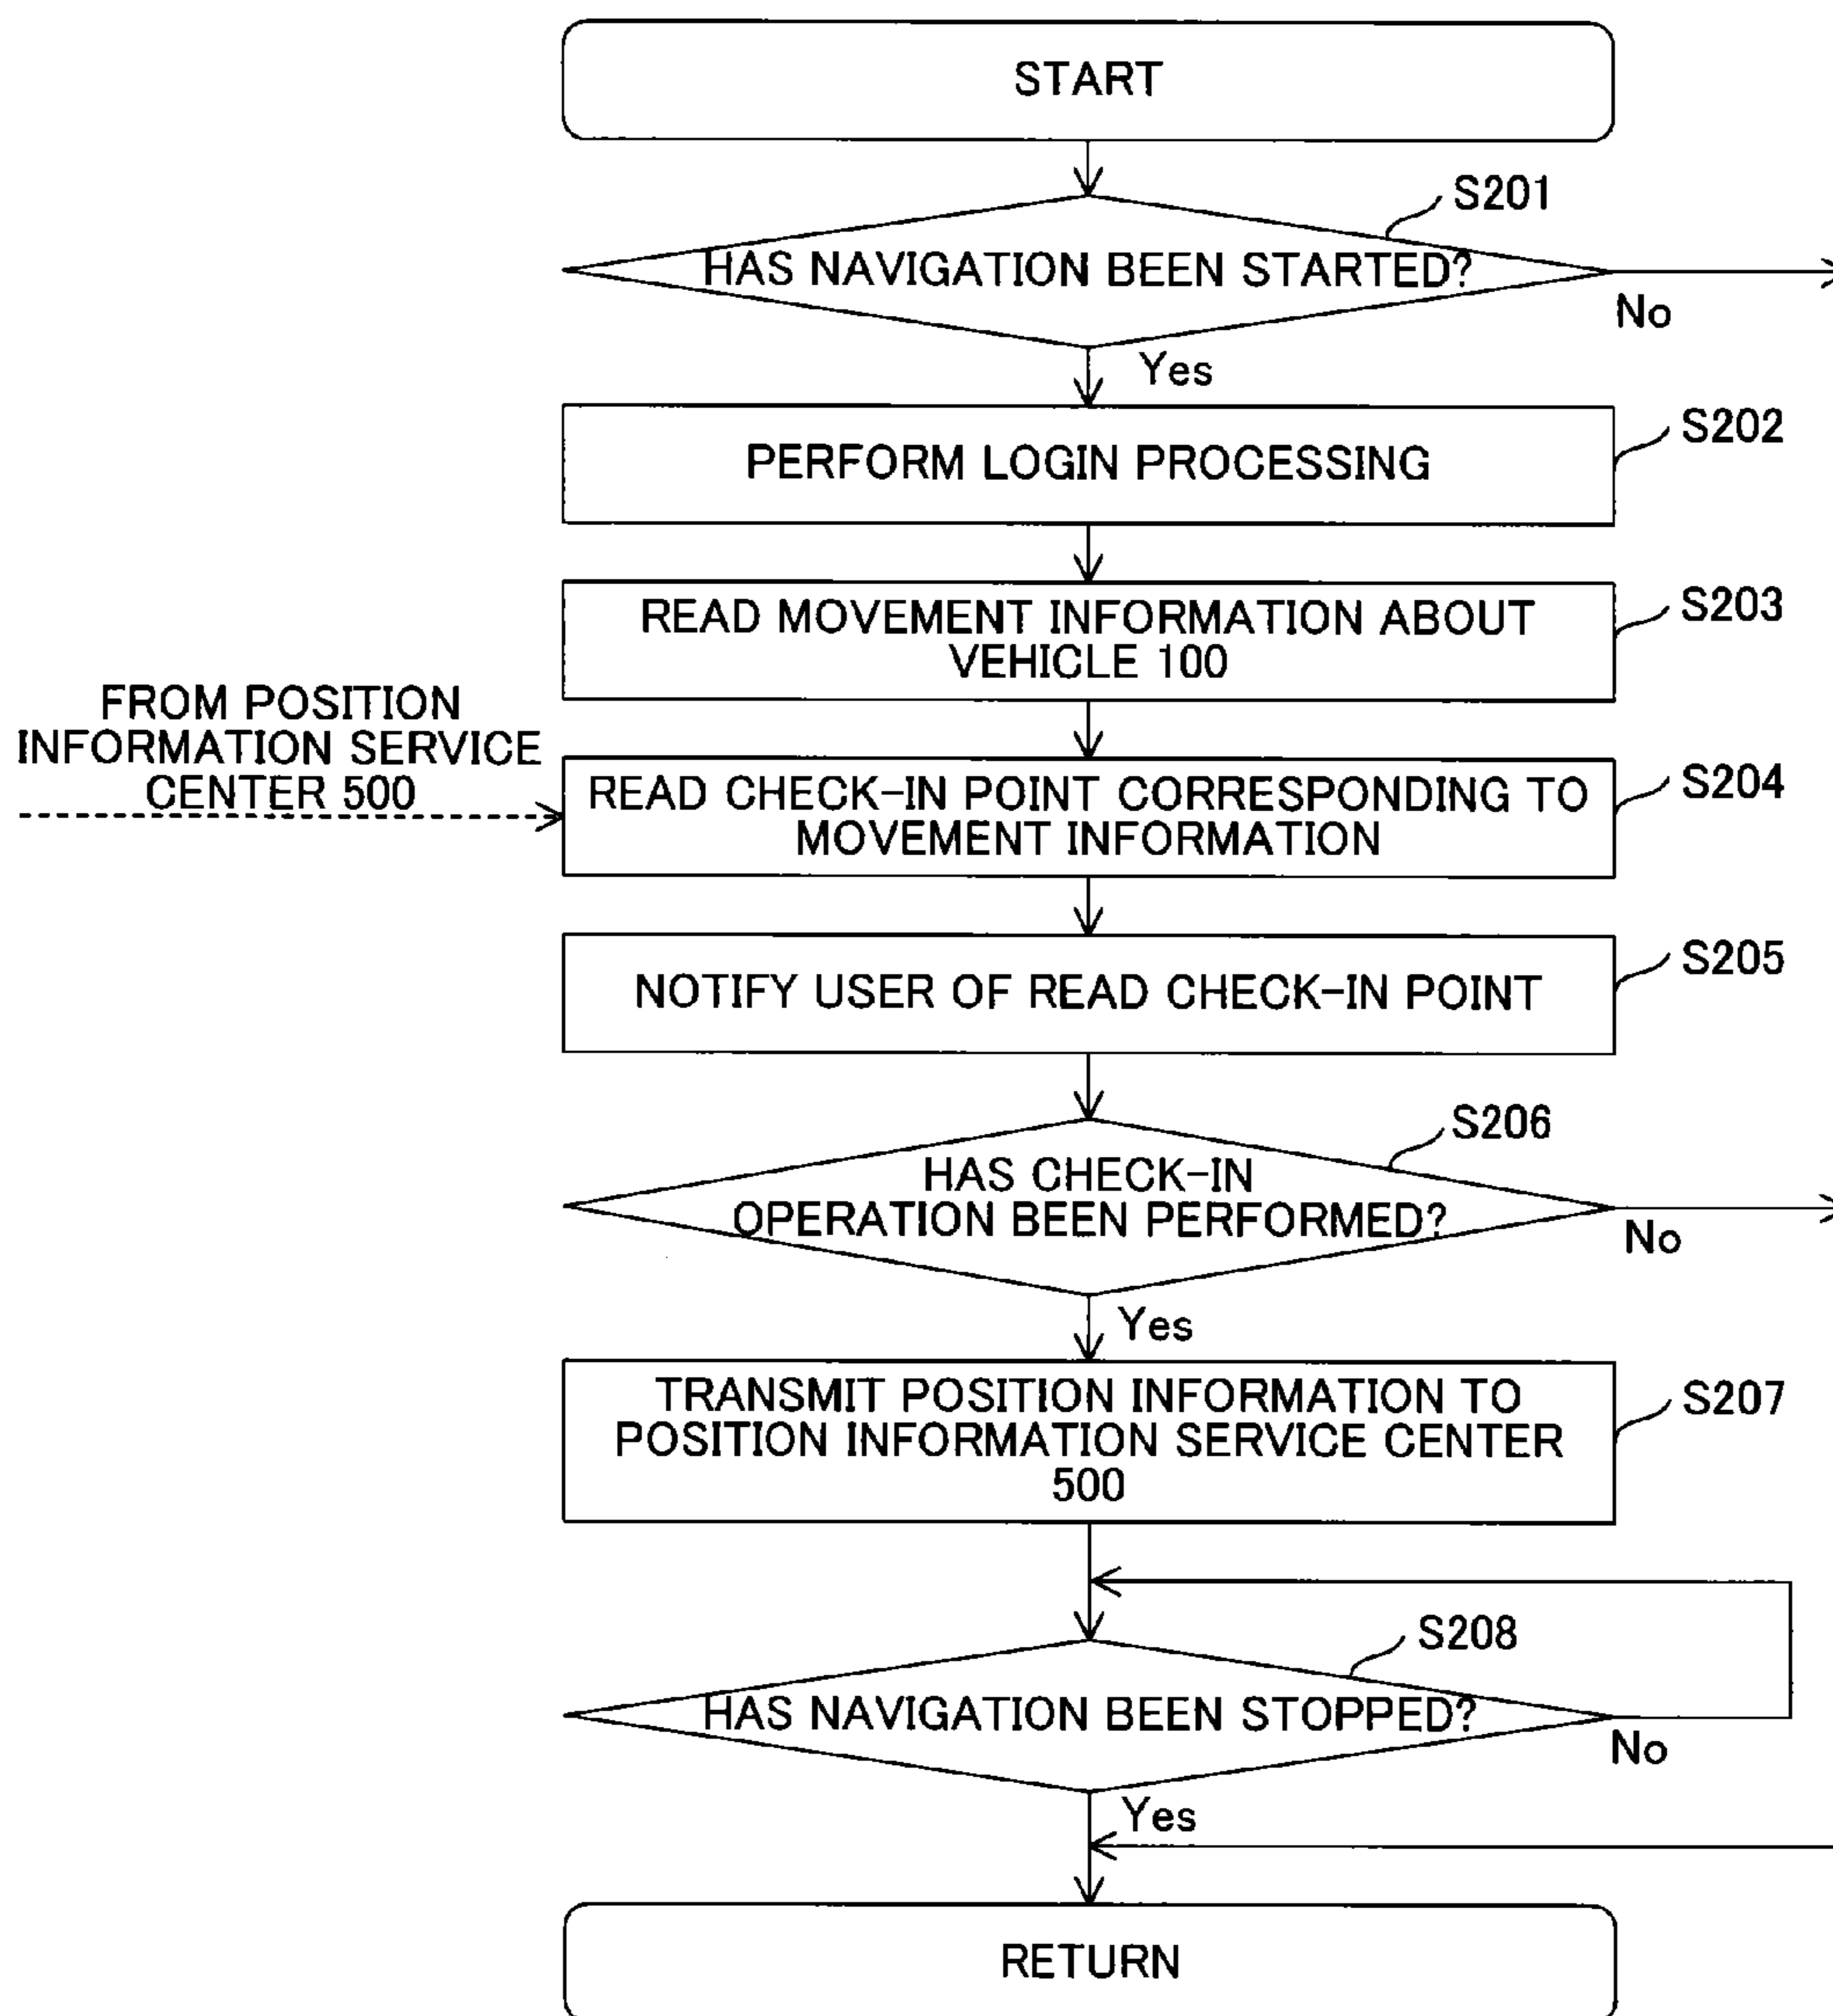 START
S201
HAS NAVIGATION BEEN STARTED?
No
Yes
S202
PERFORM LOGIN PROCESSING
S203
READ MOVEMENT INFORMATION ABOUT
VEHICLE 100
FROM POSITION
INFORMATION SERVICE
CENTER 500
S204
READ CHECK-IN POINT CORRESPONDING TO
MOVEMENT INFORMATION
S205
NOTIFY USER OF READ CHECK-IN POINT
S206
HAS CHECK-IN
OPERATION BEEN PERFORMED?
No
Yes
S207
TRANSMIT POSITION INFORMATION TO
POSITION INFORMATION SERVICE CENTER
500
S208
HAS NAVIGATION BEEN STOPPED?
No
Yes
RETURN